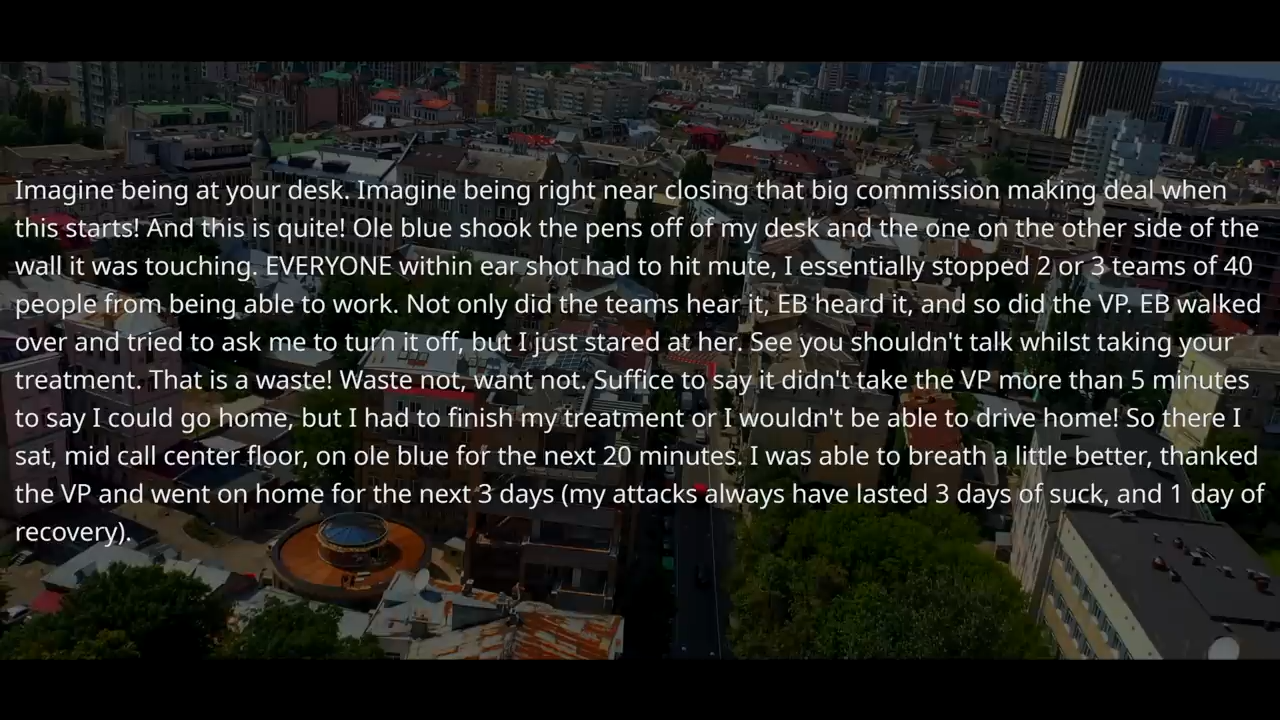 Imagine being at your desk. Imagine being right near closing that big commission making deal when
this starts! And this is quite! Ole blue shook the pens off of my desk and the one on the other side of the
wall it was touching. EVERYONE within ear shot had to hit mute, I essentially stopped 2 or 3 teams of 40
people from being able to work. Not only did the teams hear it, EB heard it, and so did the VP. EB walked
over and tried to ask me to turn it off, but I just stared at her. See you shouldn't talk whilst taking your
treatment. That is a waste! Waste not, want not. Suffice to say it didn't take the VP more than 5 minutes
to say I could go home, but I had to finish my treatment or I wouldn't be able to drive home! So there I
sat, mid call center floor, on ole blue for the next 20 minutes. I was able to breath a little better, thanked
the VP and went on home for the next 3 days (my attacks always have lasted 3 days of suck, and 1 day of
recovery).